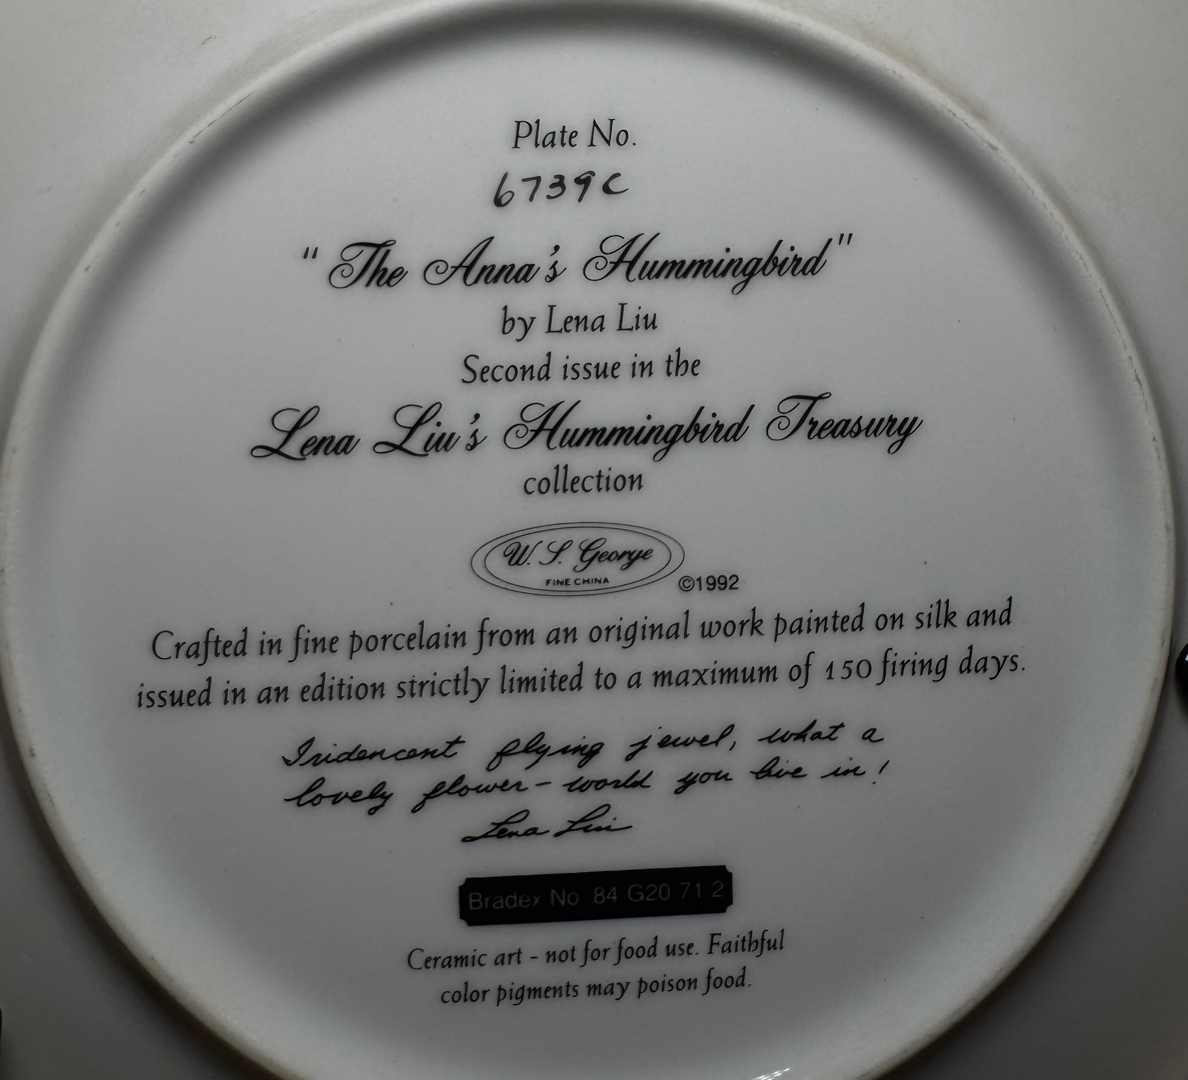 Plate No.
6739C
"The Anna's Hummingbird"
by Lena Liu
Second issue in the
Lena Liu's Hummingbird Treasury
collection
W. S. George
FINE CHINA
©1992
Crafted in fine porcelain from an original work painted on silk and
issued in an edition strictly limited to a maximum of 150 firing days.
Iridencent flying jewel, what a
lovely flower-world you live in!
Lena Liu
Bradex No 84 G20 71 2
Ceramic art - not for food use. Faithful
color pigments may poison food.